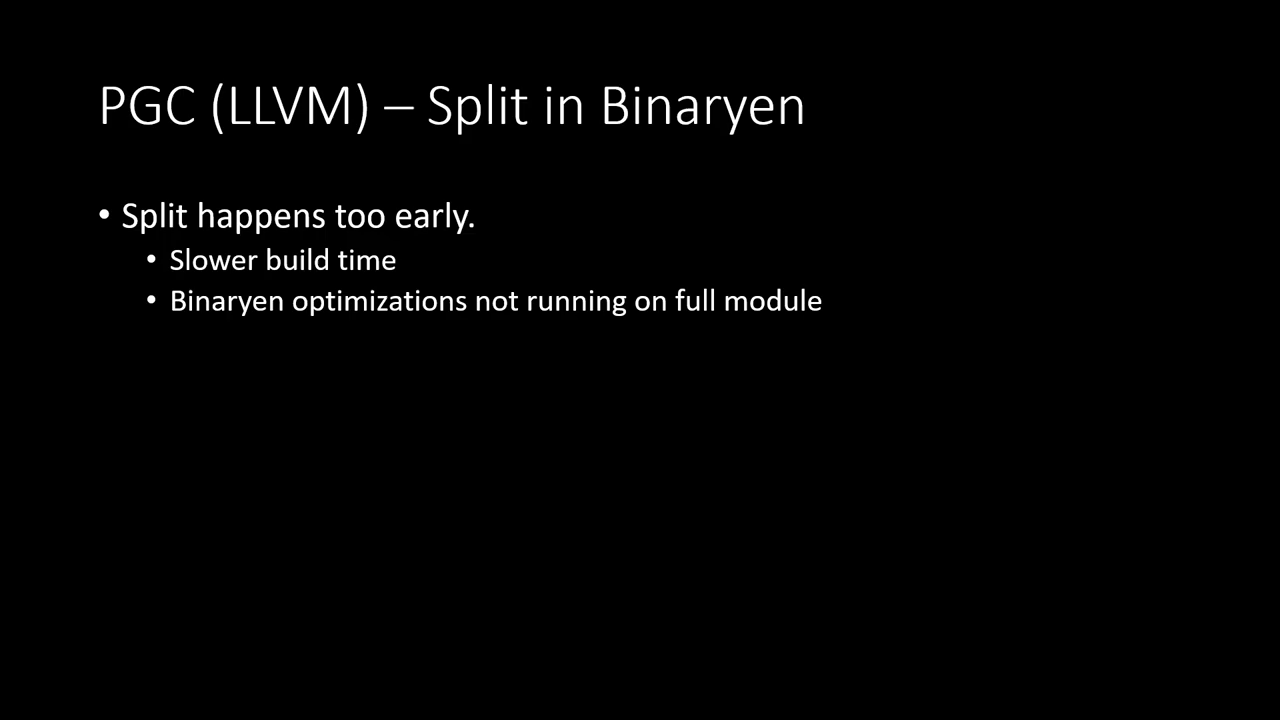 PGC (LLVM) – Split in Binaryen
• Split happens too early.
• Slower build time
• Binaryen optimizations not running on full module